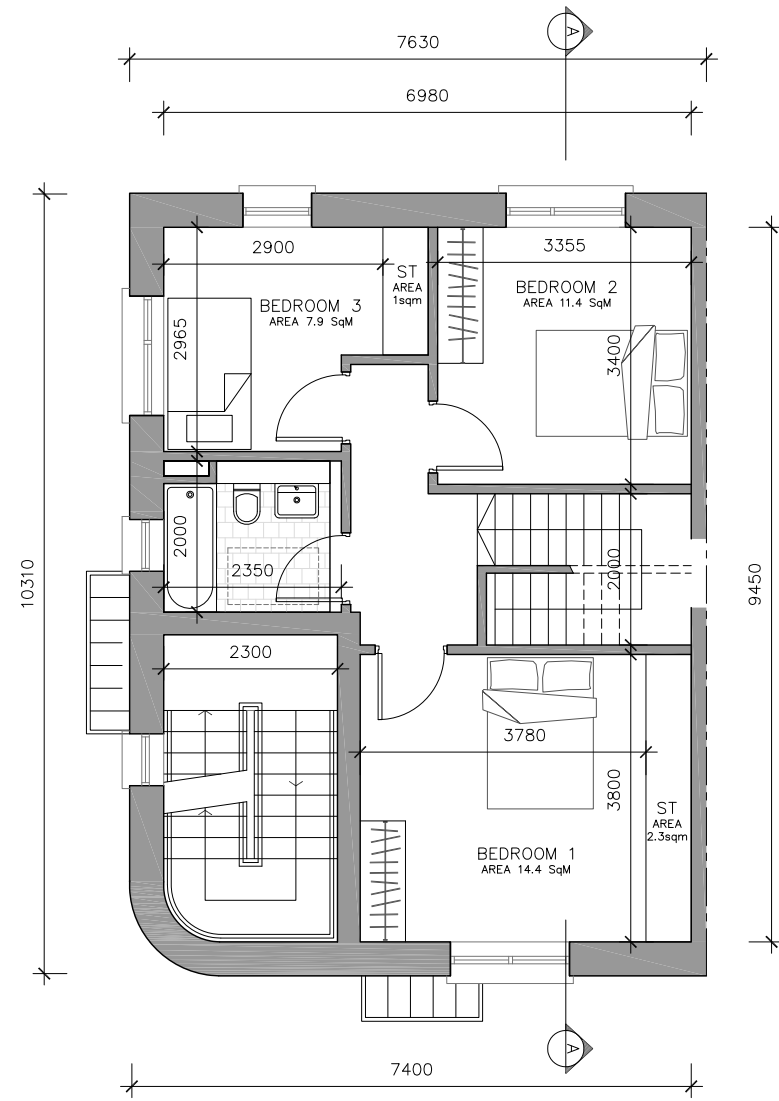 A
7630
6980
2900
3355
ST
AREA
1sqm
BEDROOM 3
AREA 7.9 SqM
BEDROOM 2
AREA 11.4 SqM
2965
3400
2000
2350
2000
10310
9450
2300
3780
3800
ST
AREA
2.3sqm
BEDROOM 1
AREA 14.4 SqM
A
7400